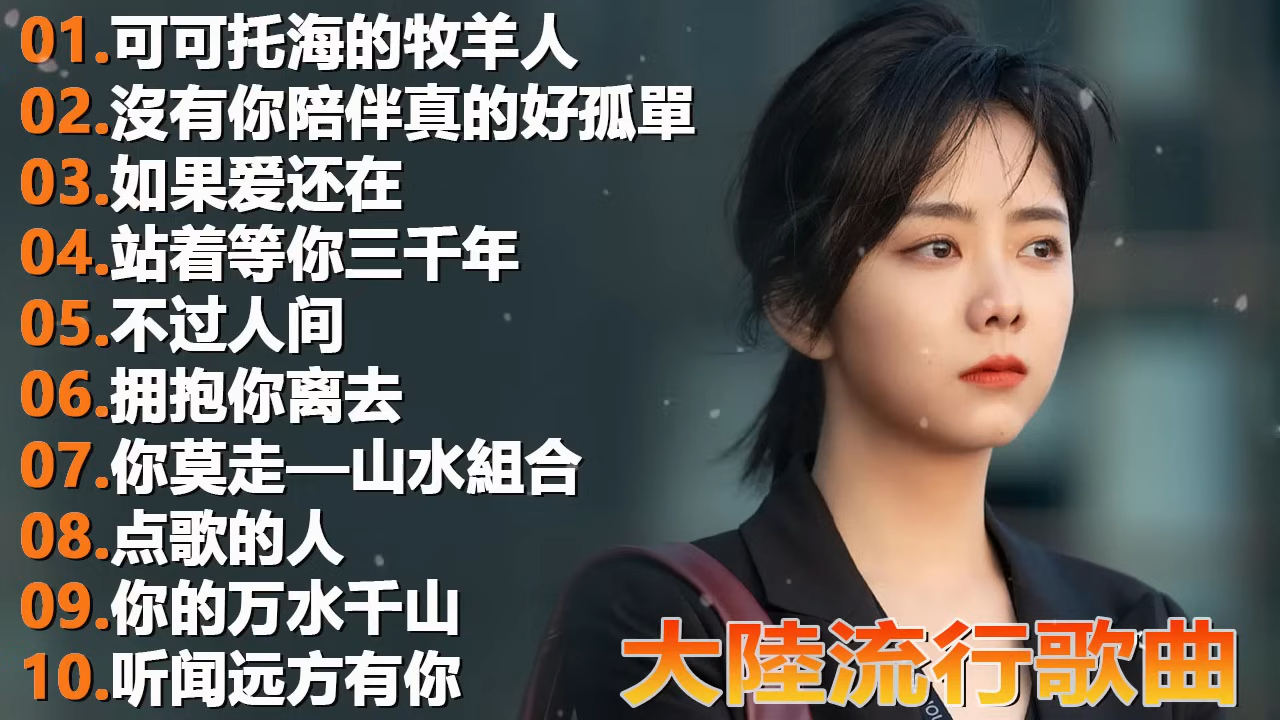 01.可可托海的牧羊人
02.沒有你陪伴真的好孤單
03.如果爱还在
04.站着等你三千年
05.不过人间
06.拥抱你离去
07.你莫走—山水組合
08.点歌的人
09.你的万水千山
10.听闻远方有你
大陸流行歌曲